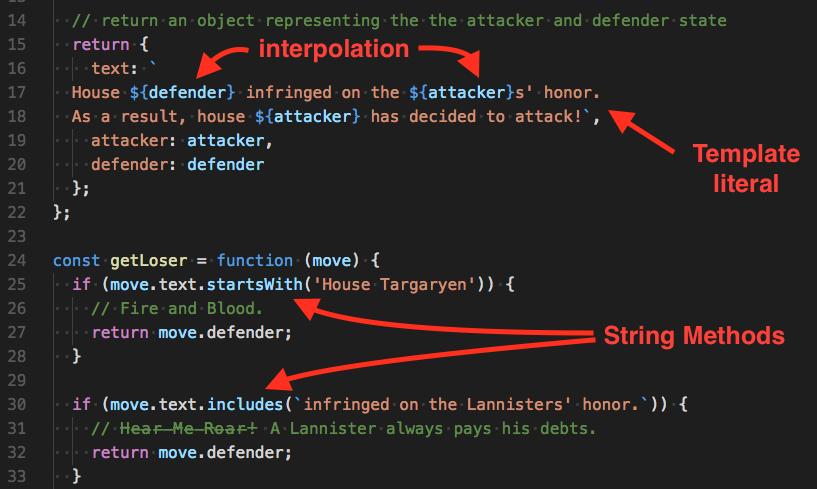 14 // return an object representing the the attacker and defender state
15 return {
interpolation
16 text: `
17 House ${defender} infringed on the ${attacker}s' honor.
18 As a result, house ${attacker} has decided to attack!`,
19 attacker: attacker,
Template
literal
20 defender: defender
21 };
22 };
23
24 const getLoser = function (move) {
25 if (move.text.startsWith('House Targaryen')) {
26 // Fire and Blood.
27 return move.defender;
String Methods
28 }
29
30 if (move.text.includes(`infringed on the Lannisters' honor.`)) {
31 // Hear Me Roar! A Lannister always pays his debts.
32 return move.defender;
33 }